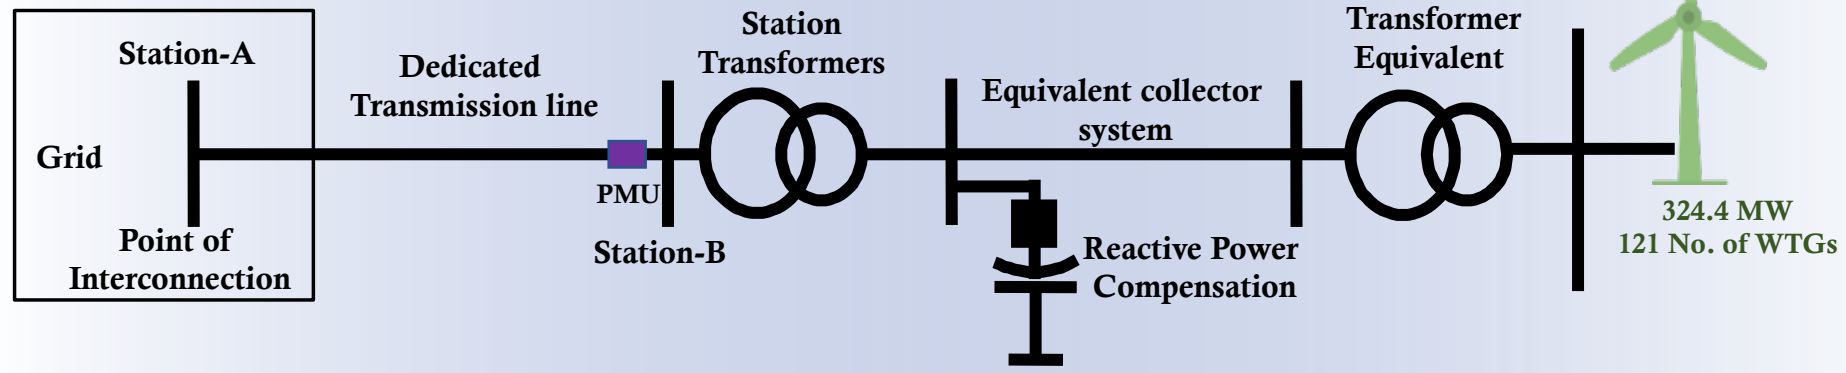 Station-A
Grid
Point of
Interconnection
Dedicated
Transmission line
PMU
Station-B
Station
Transformers
Equivalent collector
system
Reactive Power
Compensation
Transformer
Equivalent
324.4 MW
121 No. of WTGs